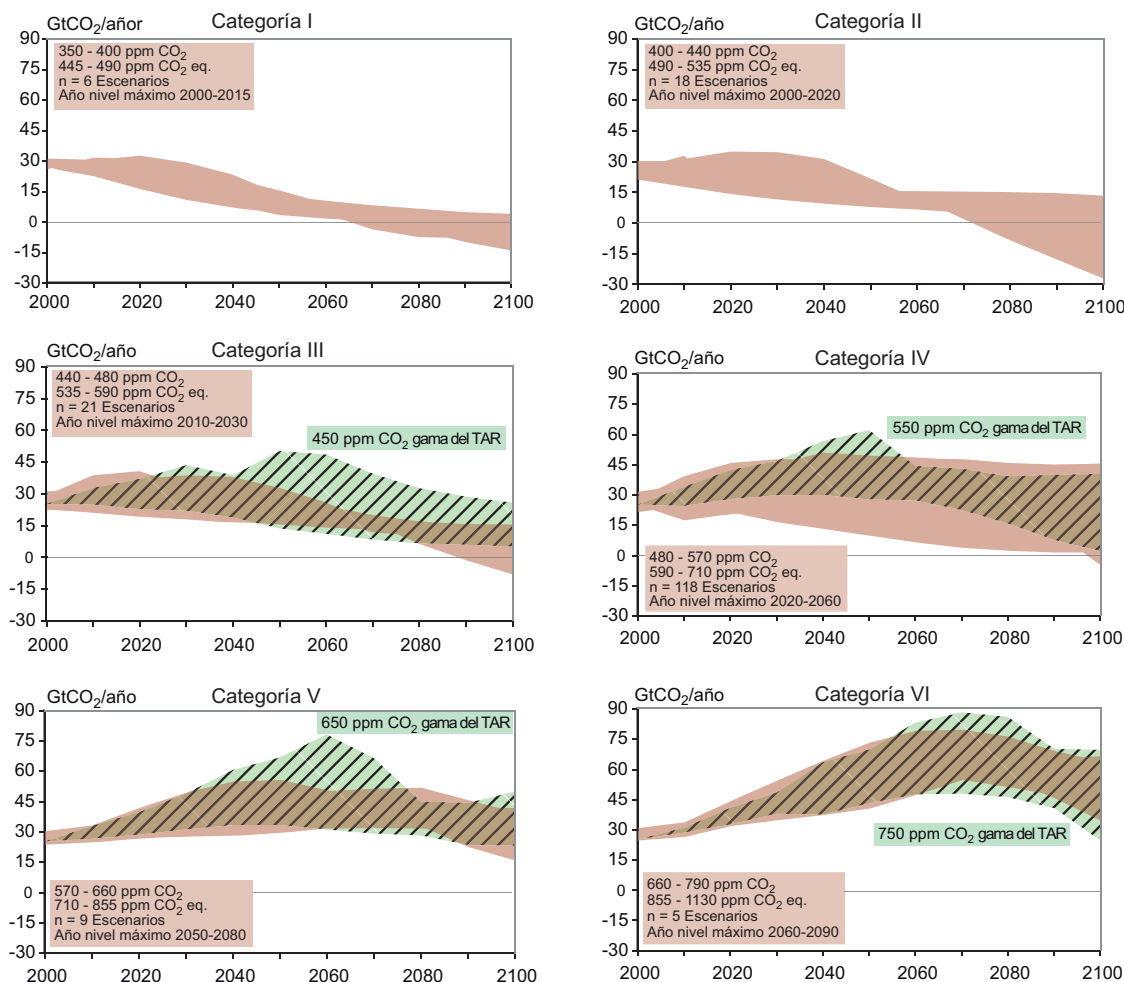 GtCO2/añor
Categoría I
90
75
60
45
30
15
0
-15
-30
350 - 400 ppm CO2
445 - 490 ppm CO2 eq.
n = 6 Escenarios
Año nivel máximo 2000-2015
2000 2020 2040 2060 2080 2100
GtCO2/año
Categoría II
90
75
60
45
30
15
0
-15
-30
400 - 440 ppm CO2
490 - 535 ppm CO2 eq.
n = 18 Escenarios
Año nivel máximo 2000-2020
2000 2020 2040 2060 2080 2100
GtCO2/año
Categoría III
90
75
60
45
30
15
0
-15
-30
440 - 480 ppm CO2
535 - 590 ppm CO2 eq.
n = 21 Escenarios
Año nivel máximo 2010-2030
450 ppm CO2 gama del TAR
2000 2020 2040 2060 2080 2100
GtCO2/año
Categoría IV
90
75
60
45
30
15
0
-15
-30
550 ppm CO2 gama del TAR
480 - 570 ppm CO2
590 - 710 ppm CO2 eq.
n = 118 Escenarios
Año nivel máximo 2020-2060
2000 2020 2040 2060 2080 2100
GtCO2/año
Categoría V
90
75
60
45
30
15
0
-15
-30
650 ppm CO2 gama del TAR
570 - 660 ppm CO2
710 - 855 ppm CO2 eq.
n = 9 Escenarios
Año nivel máximo 2050-2080
2000 2020 2040 2060 2080 2100
GtCO2/año
Categoría VI
90
75
60
45
30
15
0
-15
-30
750 ppm CO2 gama del TAR
660 - 790 ppm CO2
855 - 1130 ppm CO2 eq.
n = 5 Escenarios
Año nivel máximo 2060-2090
2000 2020 2040 2060 2080 2100